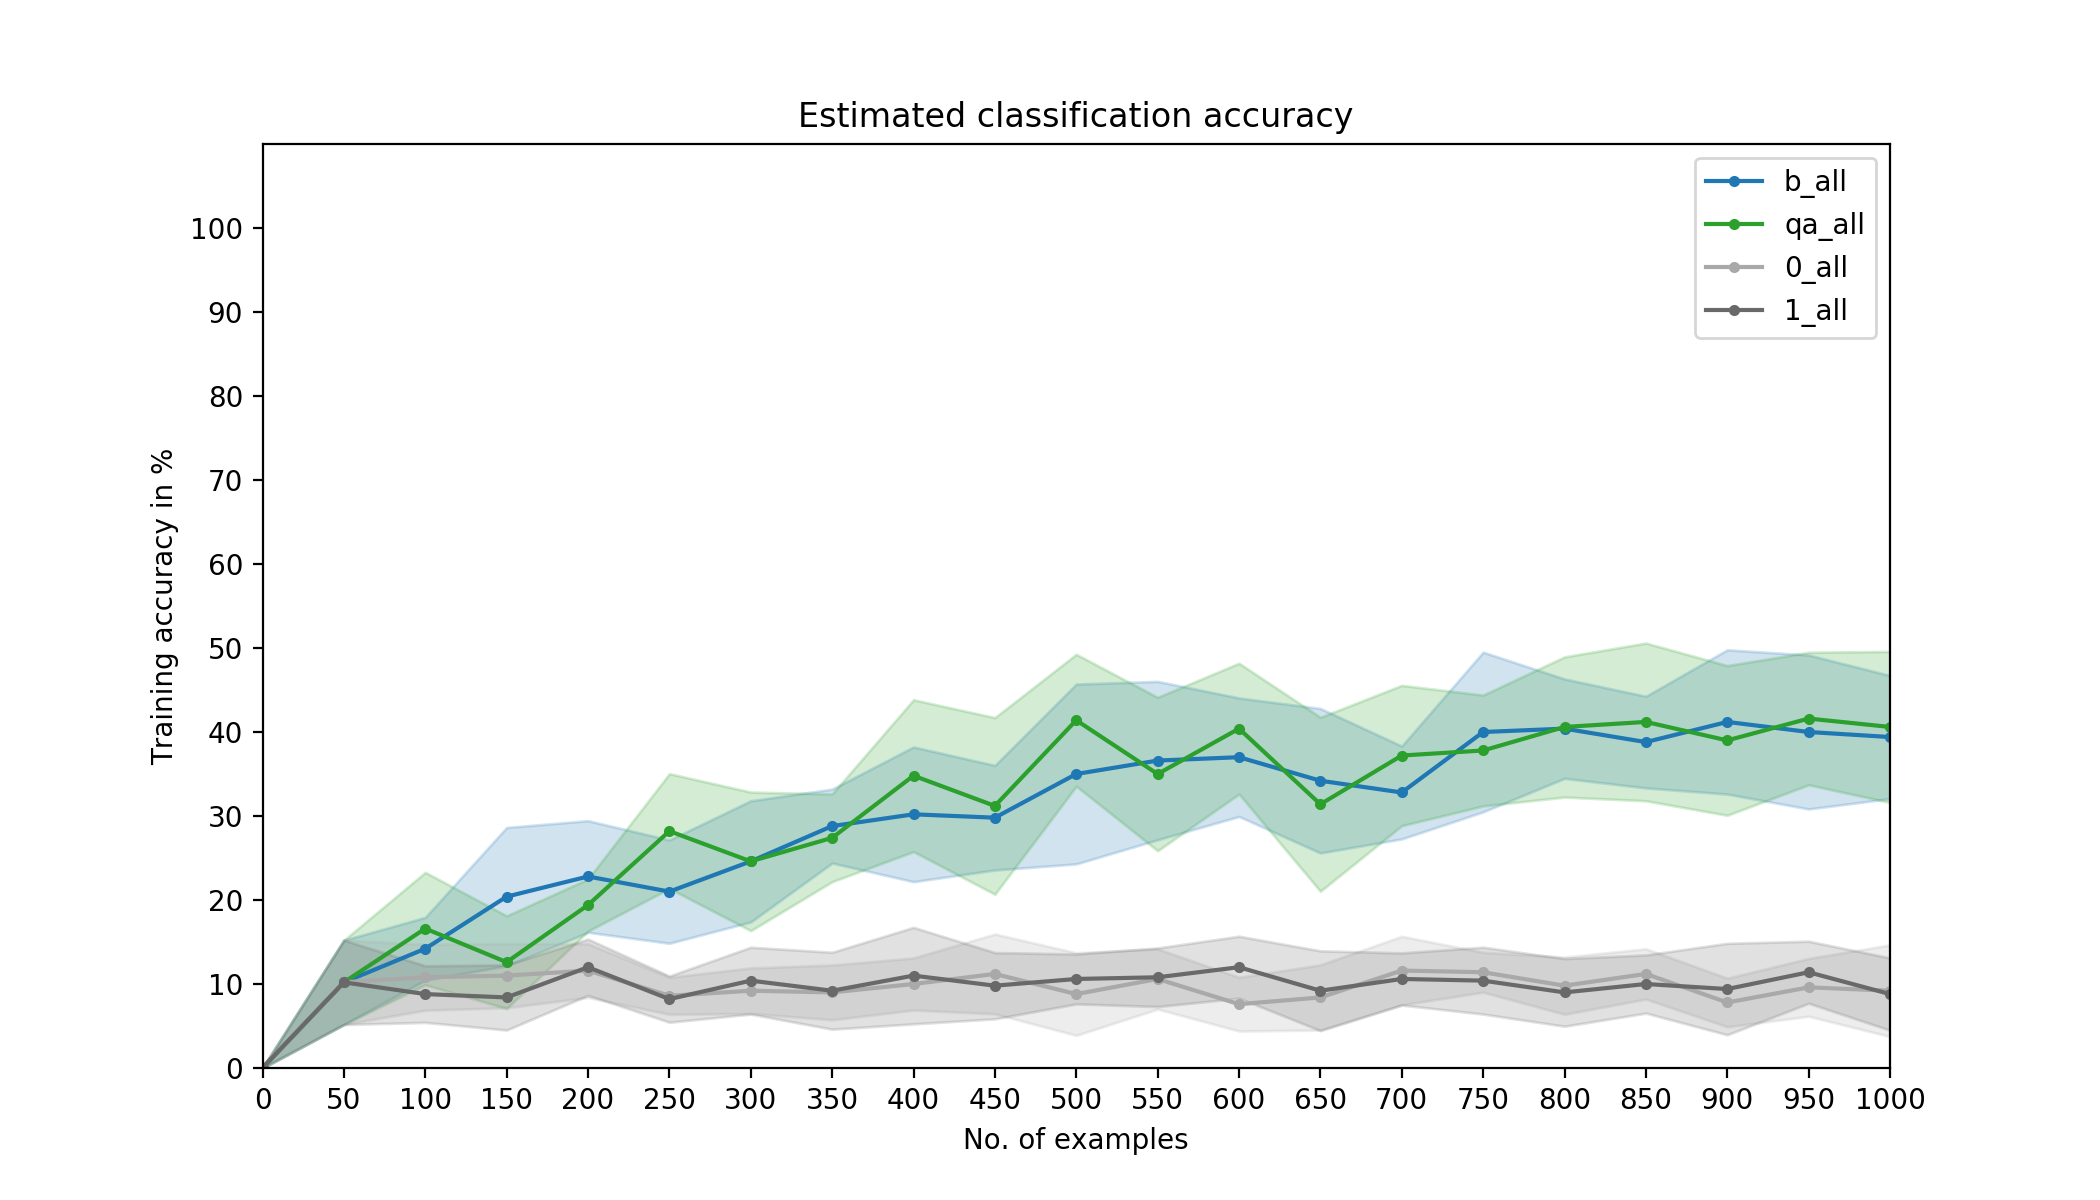 Estimated classification accuracy
b_all
qa_all
0_all
1_all
100
90
80
70
60
50
40
30
20
10
0
Training accuracy in %
0 50 100 150 200 250 300 350 400 450 500 550 600 650 700 750 800 850 900 950 1000
No. of examples